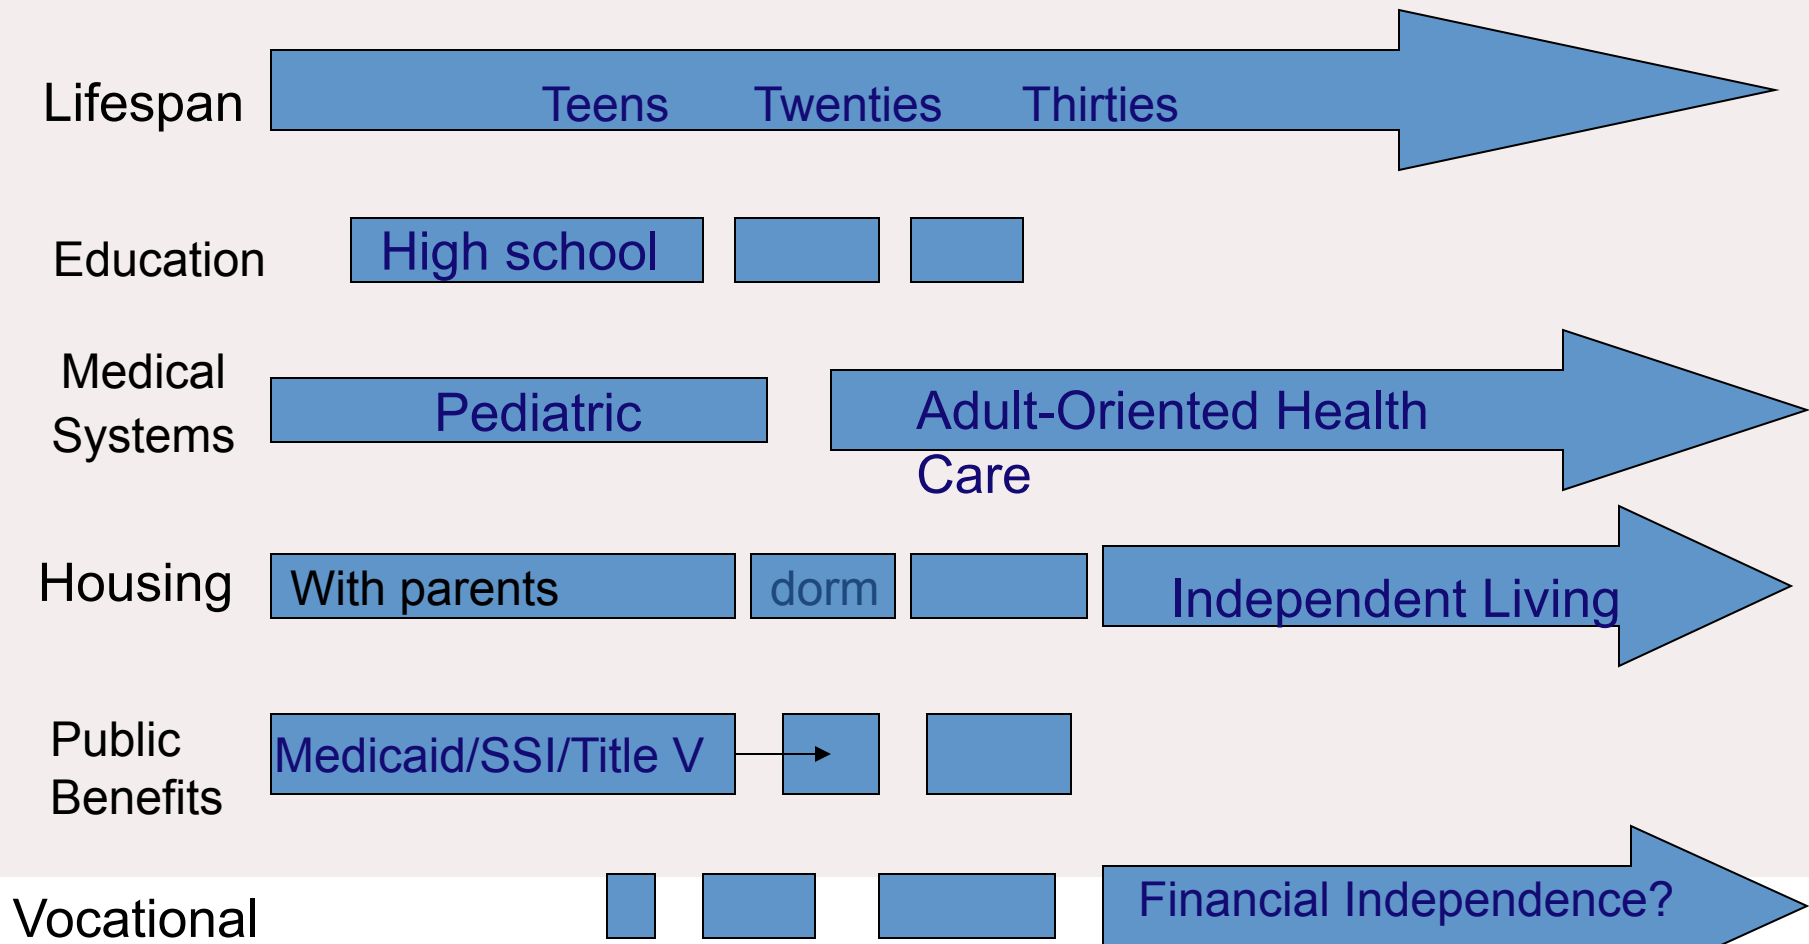 Lifespan
Teens Twenties Thirties
Education
High school
Medical
Systems
Pediatric
Adult-Oriented Health
Care
Housing
With parents
dorm
Independent Living
Public
Benefits
Medicaid/SSI/Title V
Vocational
Financial Independence?